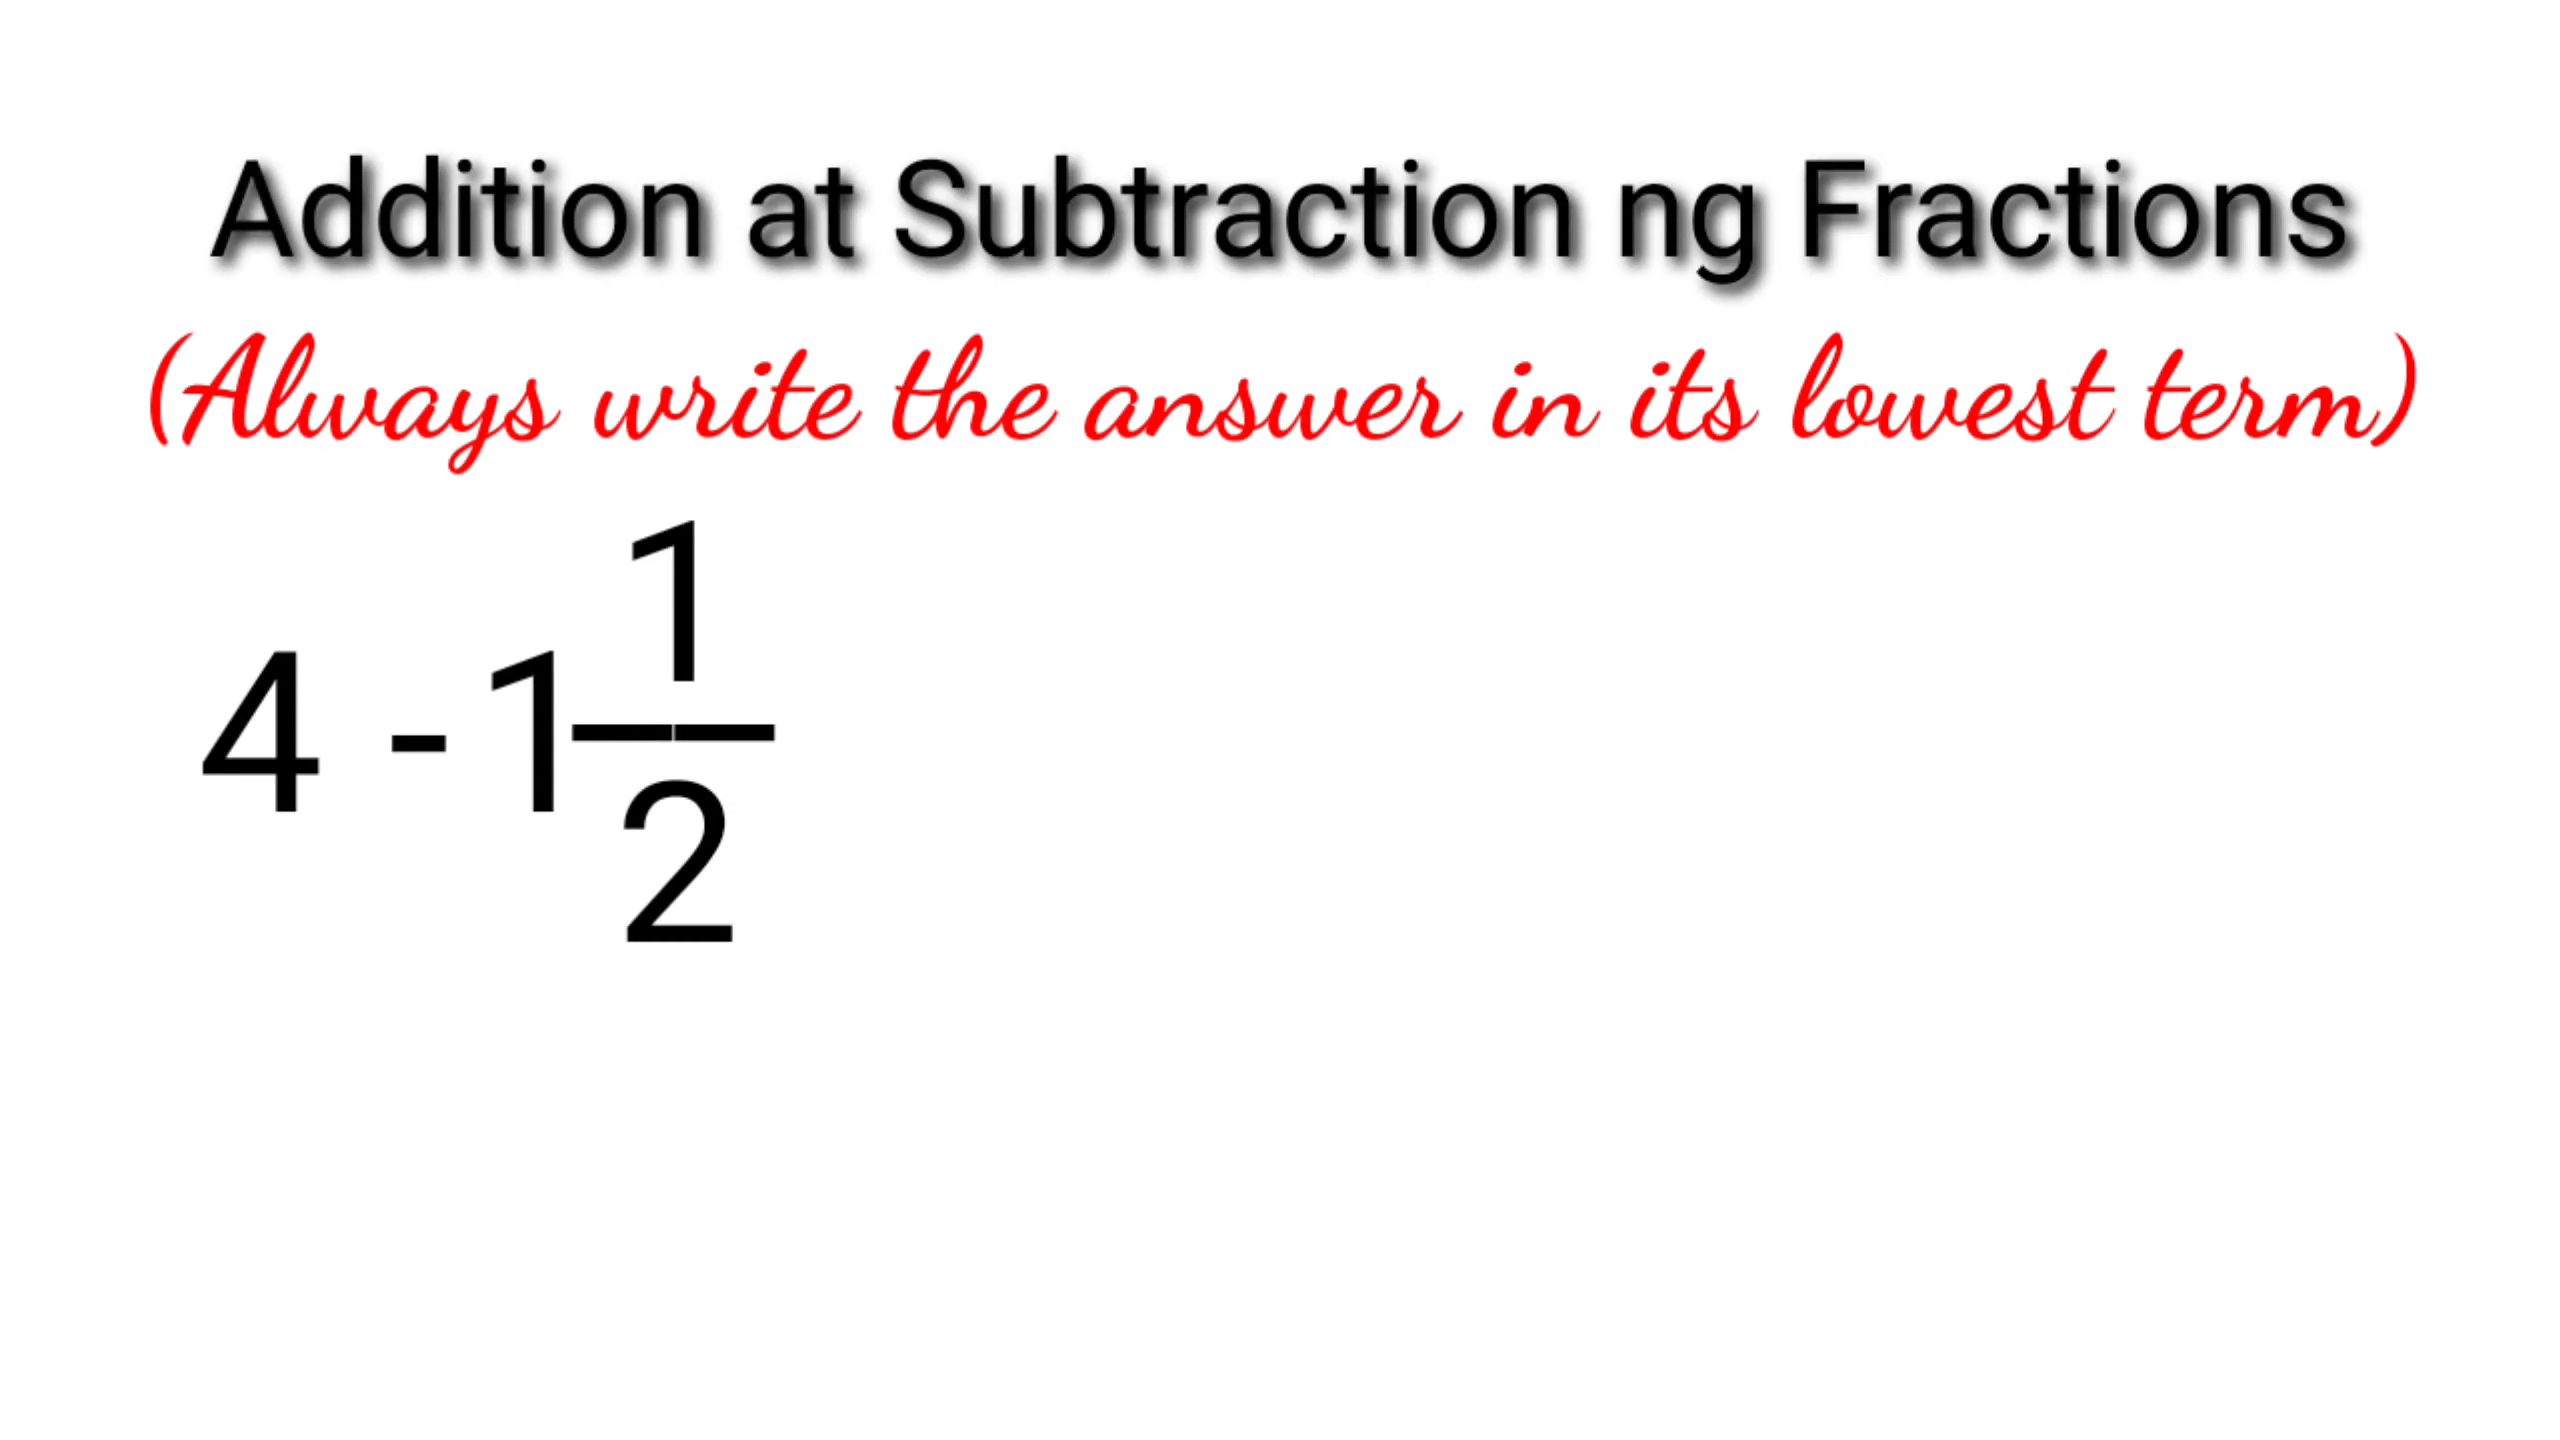 Addition at Subtraction ng Fractions
(Always write the answer in its lowest term)
1
4 - 1
2